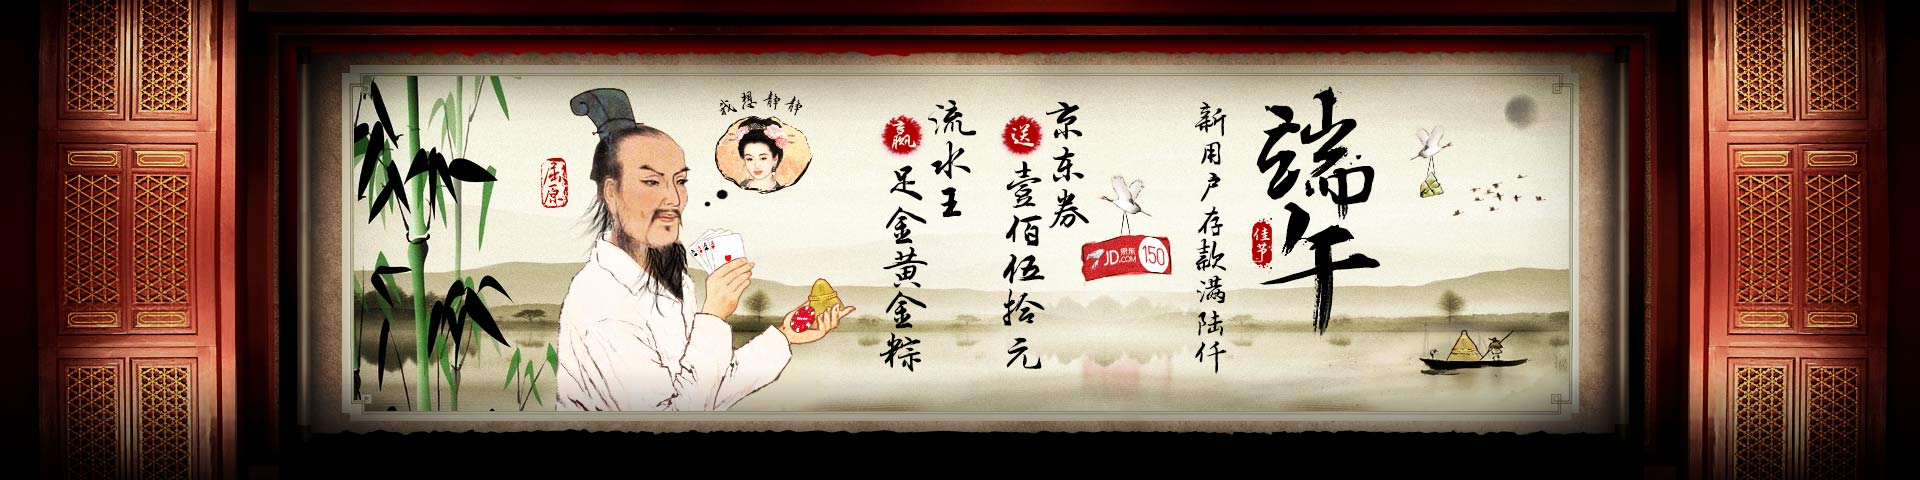 端午
佳节
新用户存款满陆仟
送
京东券
壹佰伍拾元
JD京东
.COM
150
赢
流水王
足金黄金粽
我想静静
屈原